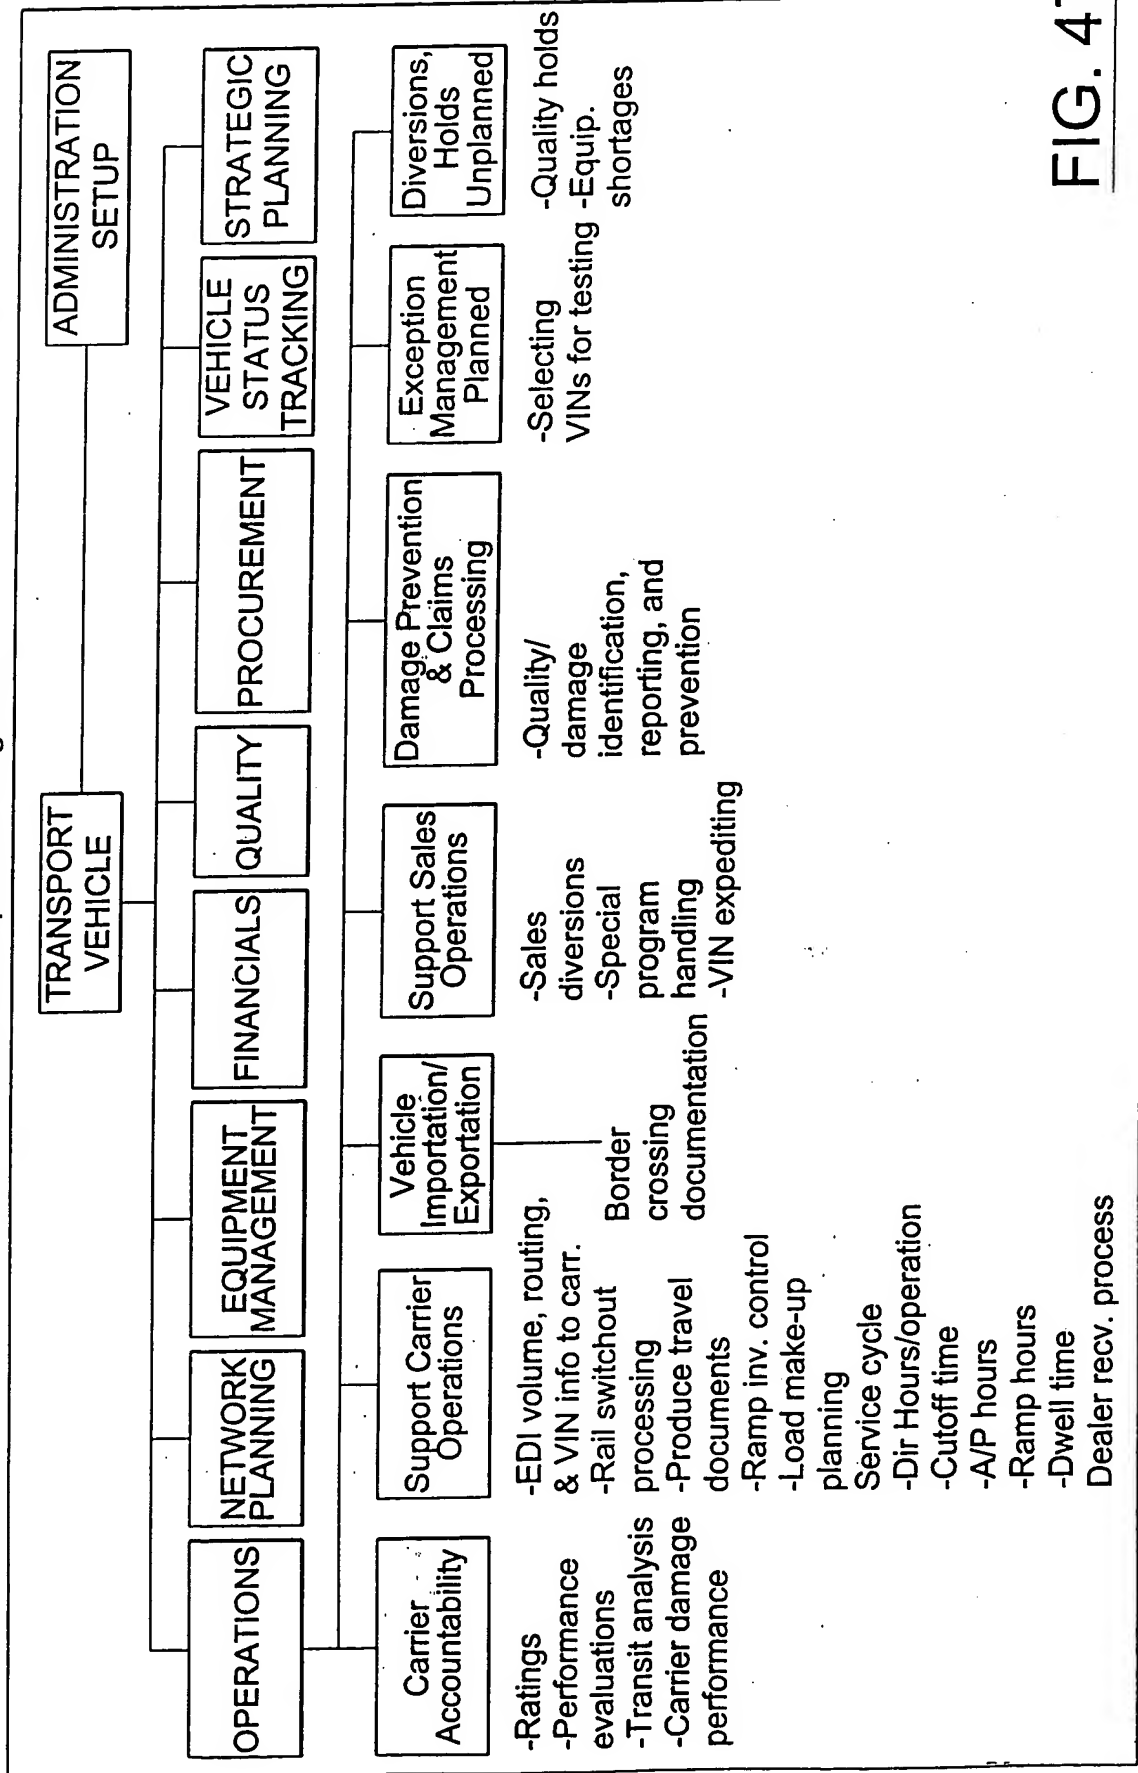 TRANSPORT
VEHICLE
ADMINISTRATION
SETUP
OPERATIONS
NETWORK
PLANNING
EQUIPMENT
MANAGEMENT
FINANCIALS
QUALITY
PROCUREMENT
VEHICLE
STATUS
TRACKING
STRATEGIC
PLANNING
Carrier
Accountability
-Ratings
-Performance
evaluations
-Transit analysis
-Carrier damage
performance
Support Carrier
Operations
-EDI volume, routing,
& VIN info to carr.
-Rail switchout
processing
-Produce travel
documents
-Ramp inv. control
-Load make-up
planning
Service cycle
-Dir Hours/operation
-Cutoff time
-A/P hours
-Ramp hours
-Dwell time
Dealer recv. process
Vehicle
Importation/
Exportation
Border
crossing
documentation
Support Sales
Operations
-Sales
diversions
-Special
program
handling
-VIN expediting
Damage Prevention
& Claims
Processing
-Quality/
damage
identification,
reporting, and
prevention
Exception
Management
Planned
-Selecting
VINs for testing
Diversions,
Holds
Unplanned
-Quality holds
-Equip.
shortages
FIG.